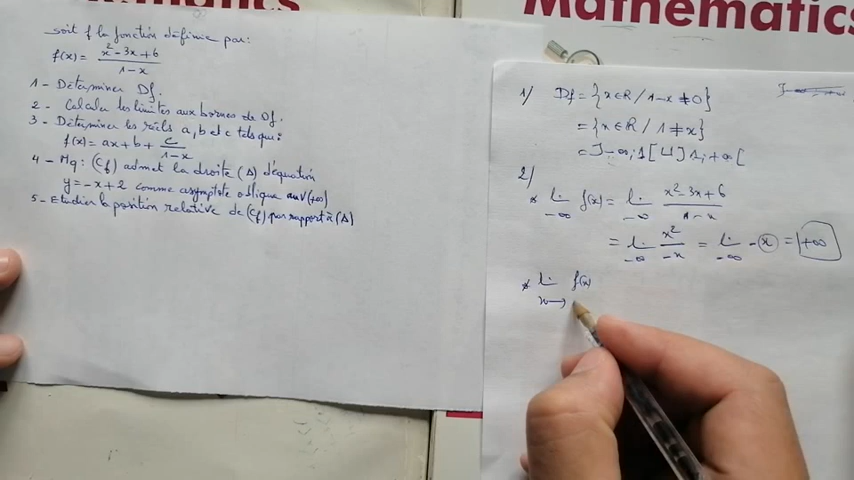 Mathematics
soit f la fonction définie par:
f(x) = x² - 3x + 6 / 1 - x
1 - Déterminer Df.
2 - Calculer les limites aux bornes de Df.
3 - Déterminer les réels a, b et c tels que:
f(x) = ax + b + c / 1 - x
4 - Mq: (Cf) admet la droite (Δ) d'équation
y = -x + 2 comme asymptote oblique au V(+∞)
5 - Etudier la position relative de (Cf) par rapport à (Δ)
1) Df = {x ∈ R / 1 - x ≠ 0}
= {x ∈ R / 1 ≠ x}
= ]-∞; 1[ ∪ ]1; +∞[
2)
* lim -∞ f(x) = lim -∞ x² - 3x + 6 / 1 - x
= lim -∞ x² / -x = lim -∞ -x = +∞
* lim x→ f(x)